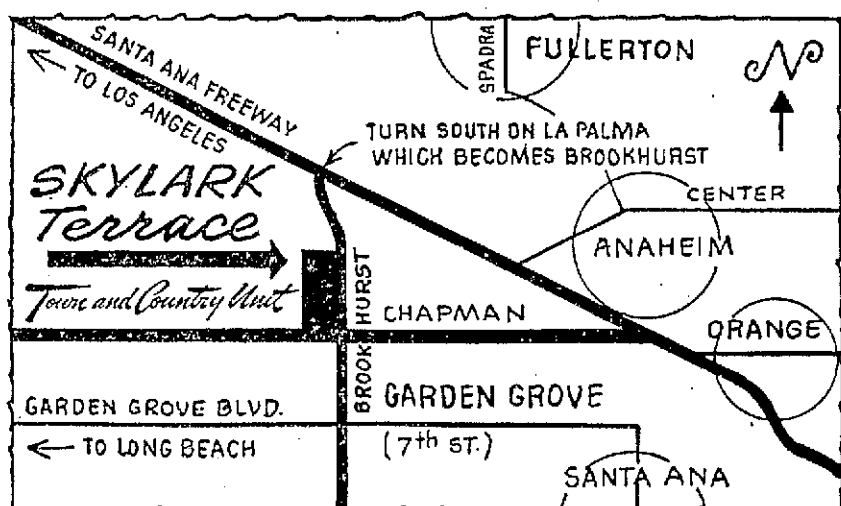 SANTA ANA FREEWAY
← TO LOS ANGELES
SPADRA
FULLERTON
N
TURN SOUTH ON LA PALMA
WHICH BECOMES BROOKHURST
SKYLARK
Terrace
Town and Country Unit
CENTER
ANAHEIM
BROOKHURST
CHAPMAN
ORANGE
GARDEN GROVE BLVD.
GARDEN GROVE
← TO LONG BEACH
(7th ST.)
SANTA ANA